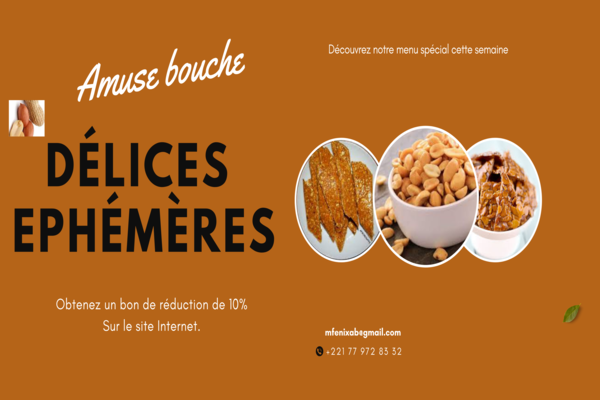 Amuse bouche
DÉLICES
EPHÉMÈRES
Obtenez un bon de réduction de 10%
Sur le site Internet.
Découvrez notre menu spécial cette semaine
mfenixab@gmail.com
+221 77 972 83 32